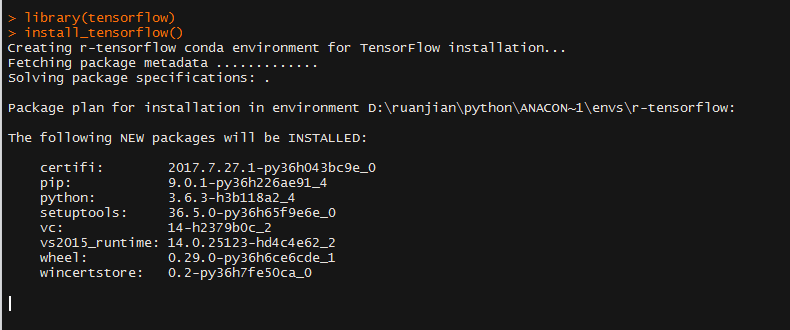 > library(tensorflow)
> install_tensorflow()
Creating r-tensorflow conda environment for TensorFlow installation...
Fetching package metadata .............
Solving package specifications: .
Package plan for installation in environment D:\ruanjian\python\ANACON~1\envs\r-tensorflow:
The following NEW packages will be INSTALLED:
certifi: 2017.7.27.1-py36h043bc9e_0
pip: 9.0.1-py36h226ae91_4
python: 3.6.3-h3b118a2_4
setuptools: 36.5.0-py36h65f9e6e_0
vc: 14-h2379b0c_2
vs2015_runtime: 14.0.25123-hd4c4e62_2
wheel: 0.29.0-py36h6ce6cde_1
wincertstore: 0.2-py36h7fe50ca_0